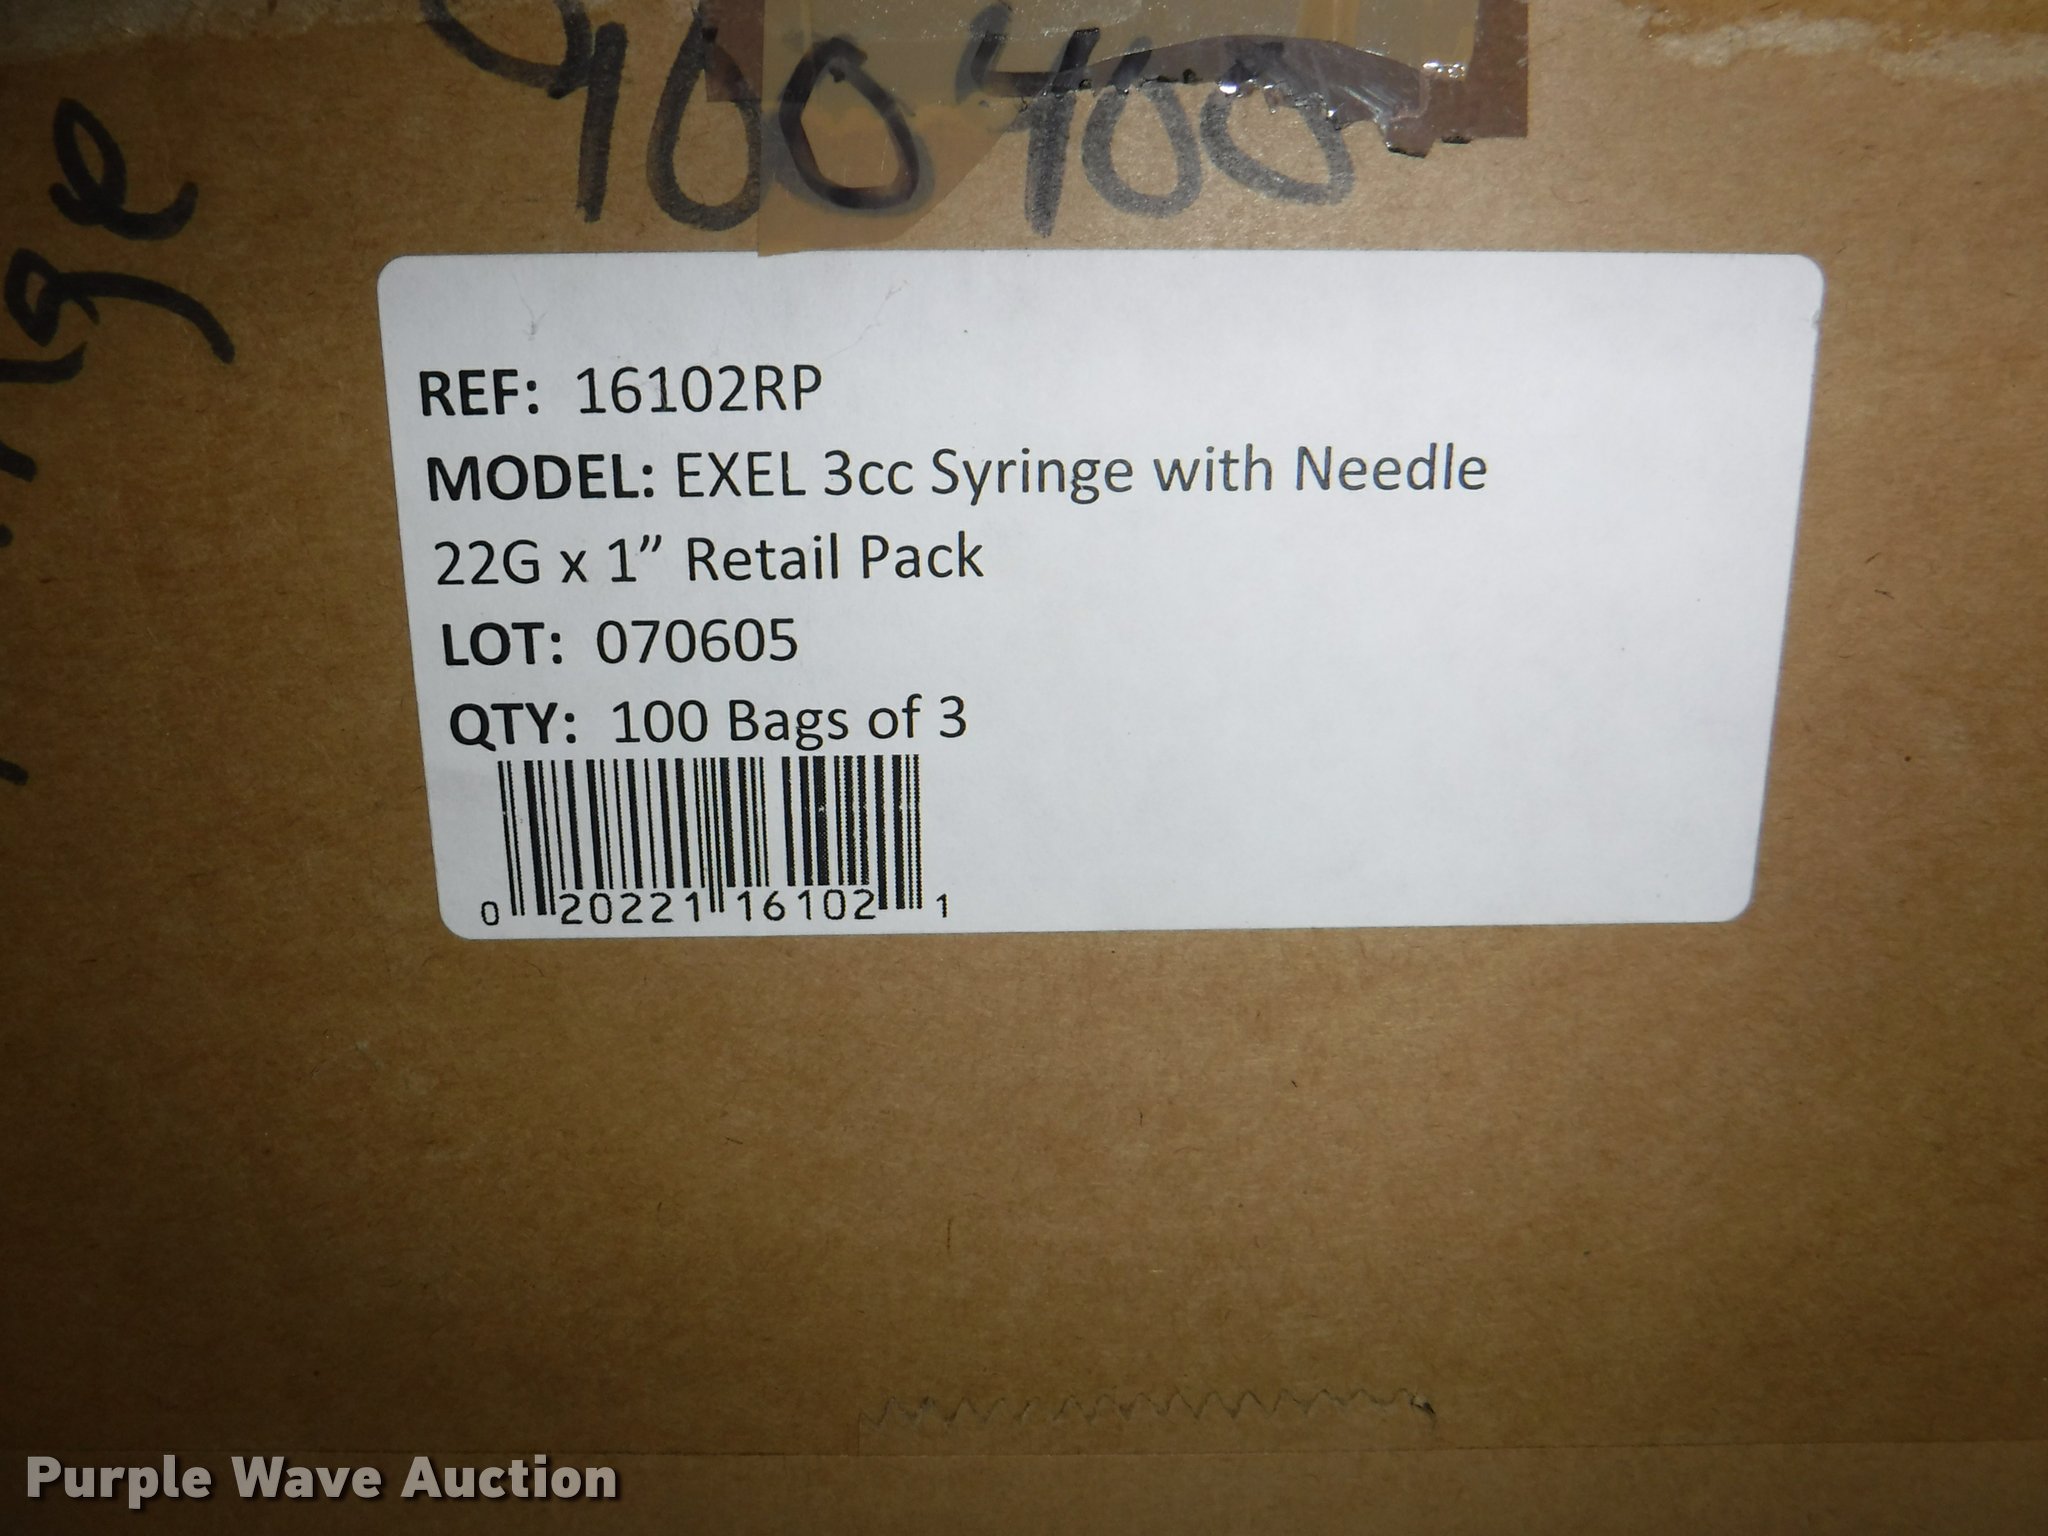 900400
REF: 16102RP
MODEL: EXEL 3cc Syringe with Needle
22G x 1” Retail Pack
LOT: 070605
QTY: 100 Bags of 3
0 20221 16102 1
Purple Wave Auction